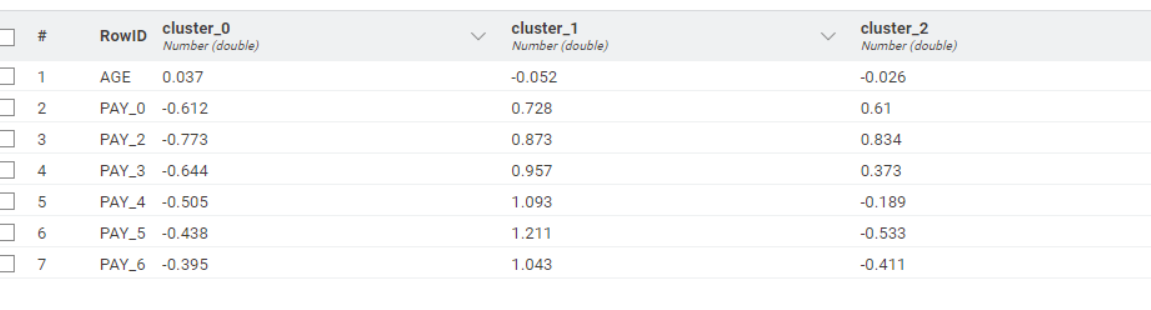 # RowID cluster_0 cluster_1 cluster_2
Number (double) Number (double) Number (double)
1 AGE 0.037 -0.052 -0.026
2 PAY_0 -0.612 0.728 0.61
3 PAY_2 -0.773 0.873 0.834
4 PAY_3 -0.644 0.957 0.373
5 PAY_4 -0.505 1.093 -0.189
6 PAY_5 -0.438 1.211 -0.533
7 PAY_6 -0.395 1.043 -0.411